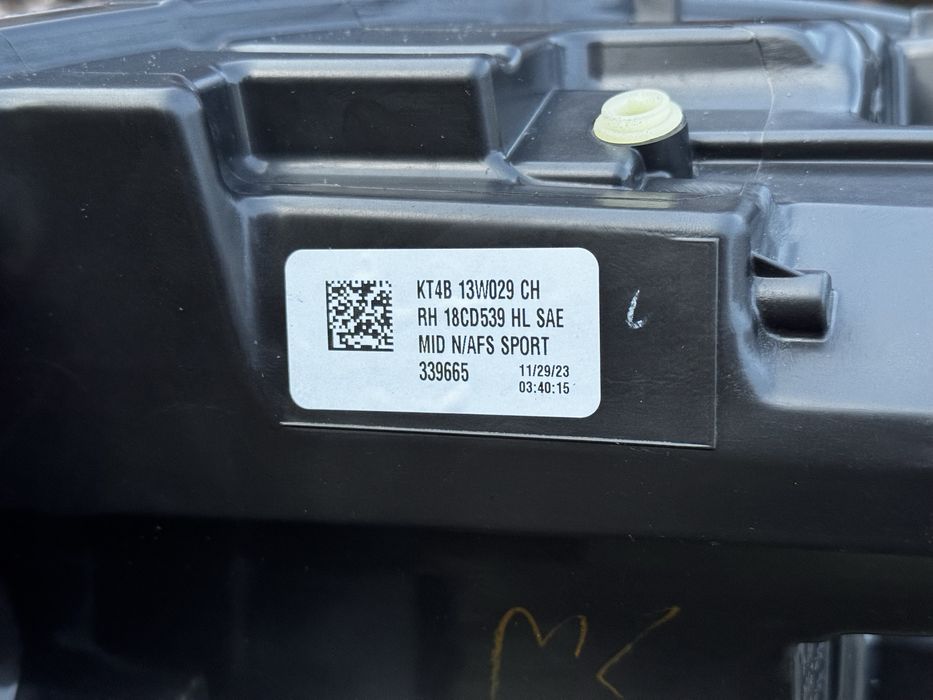 KT4B 13W029 CH
RH 18CD539 HL SAE
MID N/AFS SPORT
339665 11/29/23
03:40:15